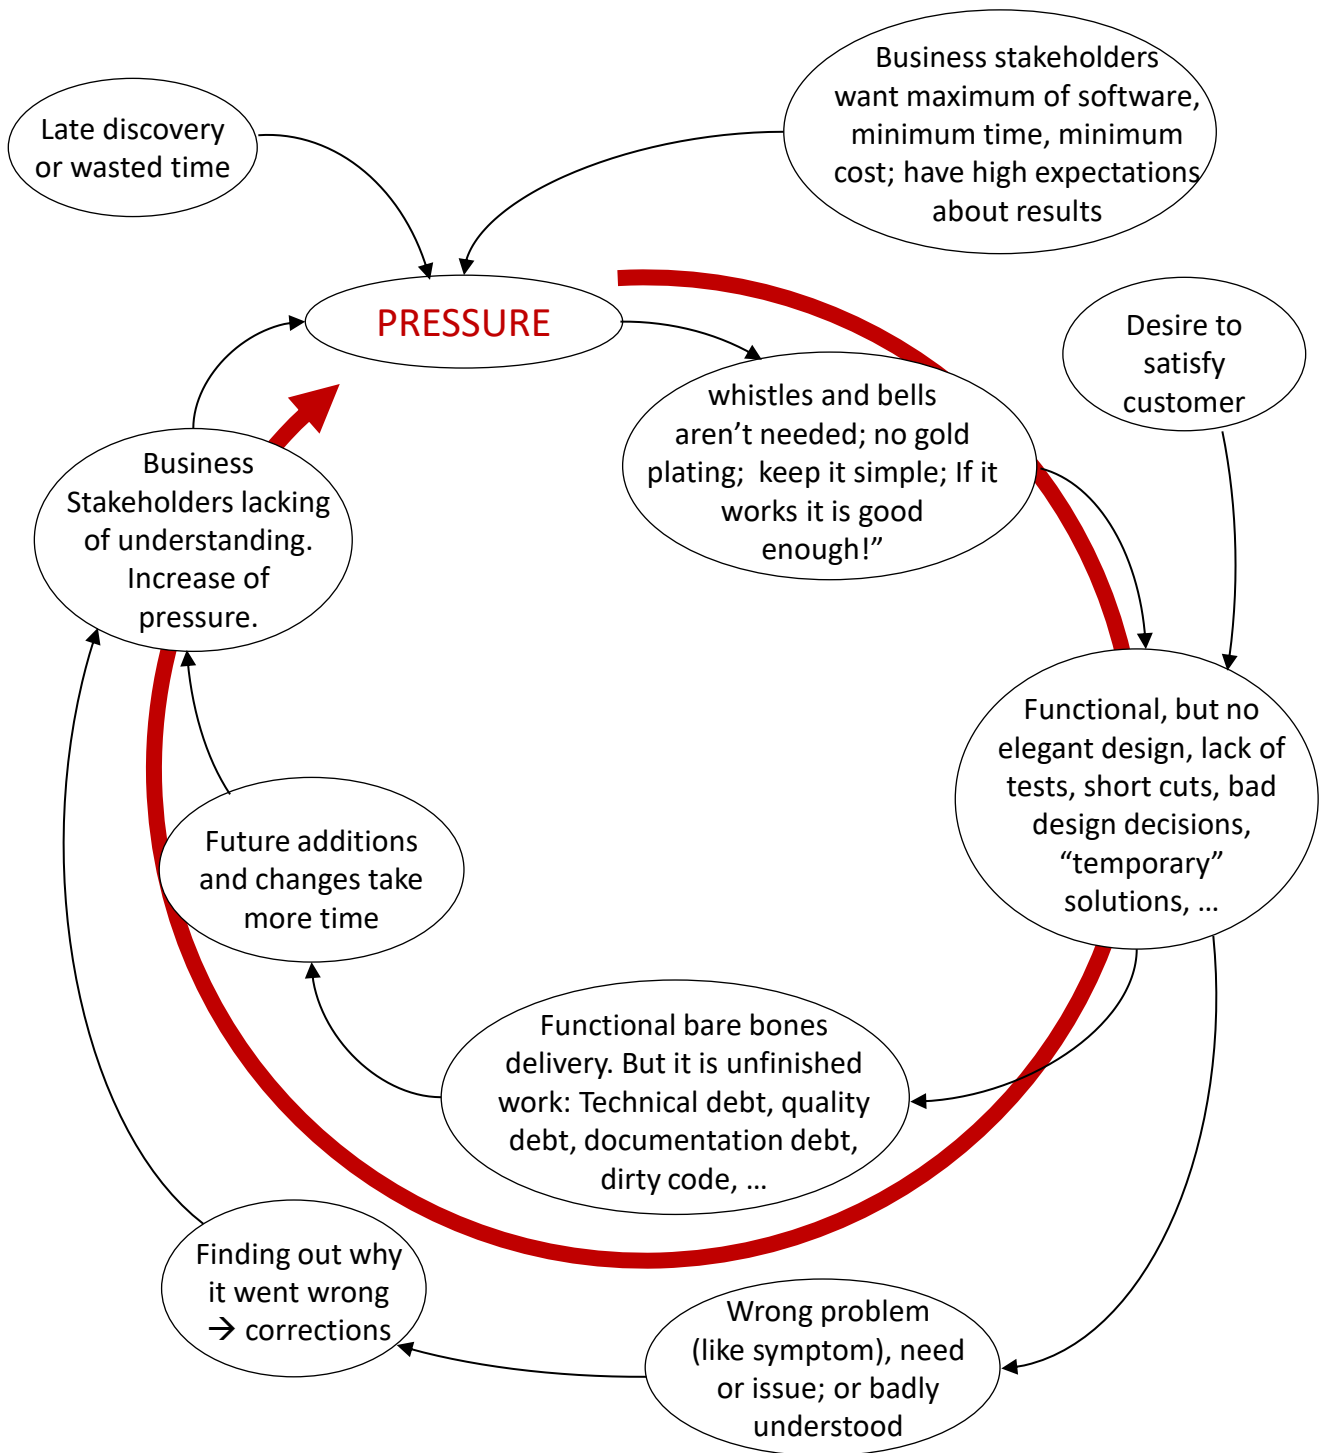 Business stakeholders
want maximum of software,
minimum time, minimum
cost; have high expectations
about results
Late discovery
or wasted time
PRESSURE
Desire to
satisfy
customer
whistles and bells
aren’t needed; no gold
plating;  keep it simple; If it
works it is good
enough!”
Business
Stakeholders lacking
of understanding.
Increase of
pressure.
Functional, but no
elegant design, lack of
tests, short cuts, bad
design decisions,
“temporary”
solutions, …
Future additions
and changes take
more time
Functional bare bones
delivery. But it is unfinished
work: Technical debt, quality
debt, documentation debt,
dirty code, …
Finding out why
it went wrong
→ corrections
Wrong problem
(like symptom), need
or issue; or badly
understood